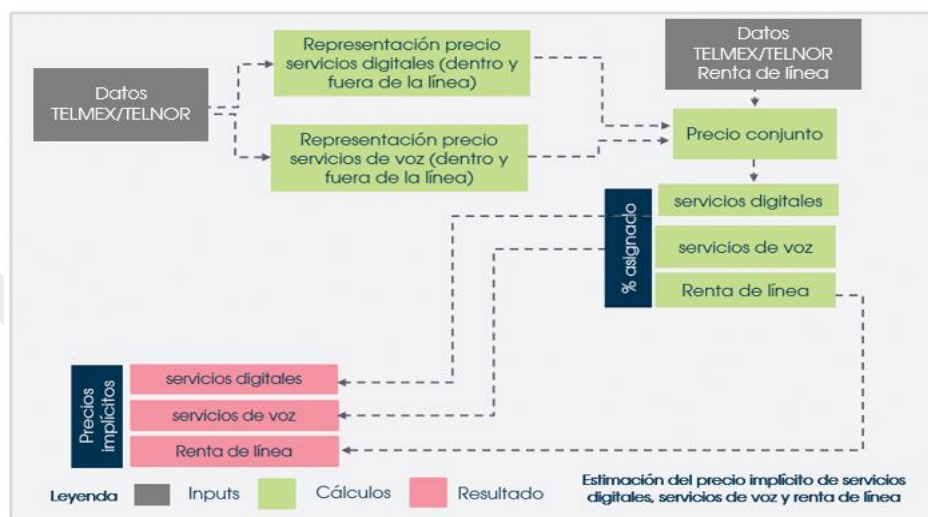 Datos
TELMEX/TELNOR
Representación precio
servicios digitales (dentro y
fuera de la línea)
Representación precio
servicios de voz (dentro y
fuera de la línea)
Datos
TELMEX/TELNOR
Renta de línea
Precio conjunto
% asignado
servicios digitales
servicios de voz
Renta de línea
Precios
implícitos
servicios digitales
servicios de voz
Renta de línea
Leyenda
Inputs
Cálculos
Resultado
Estimación del precio implícito de servicios
digitales, servicios de voz y renta de línea